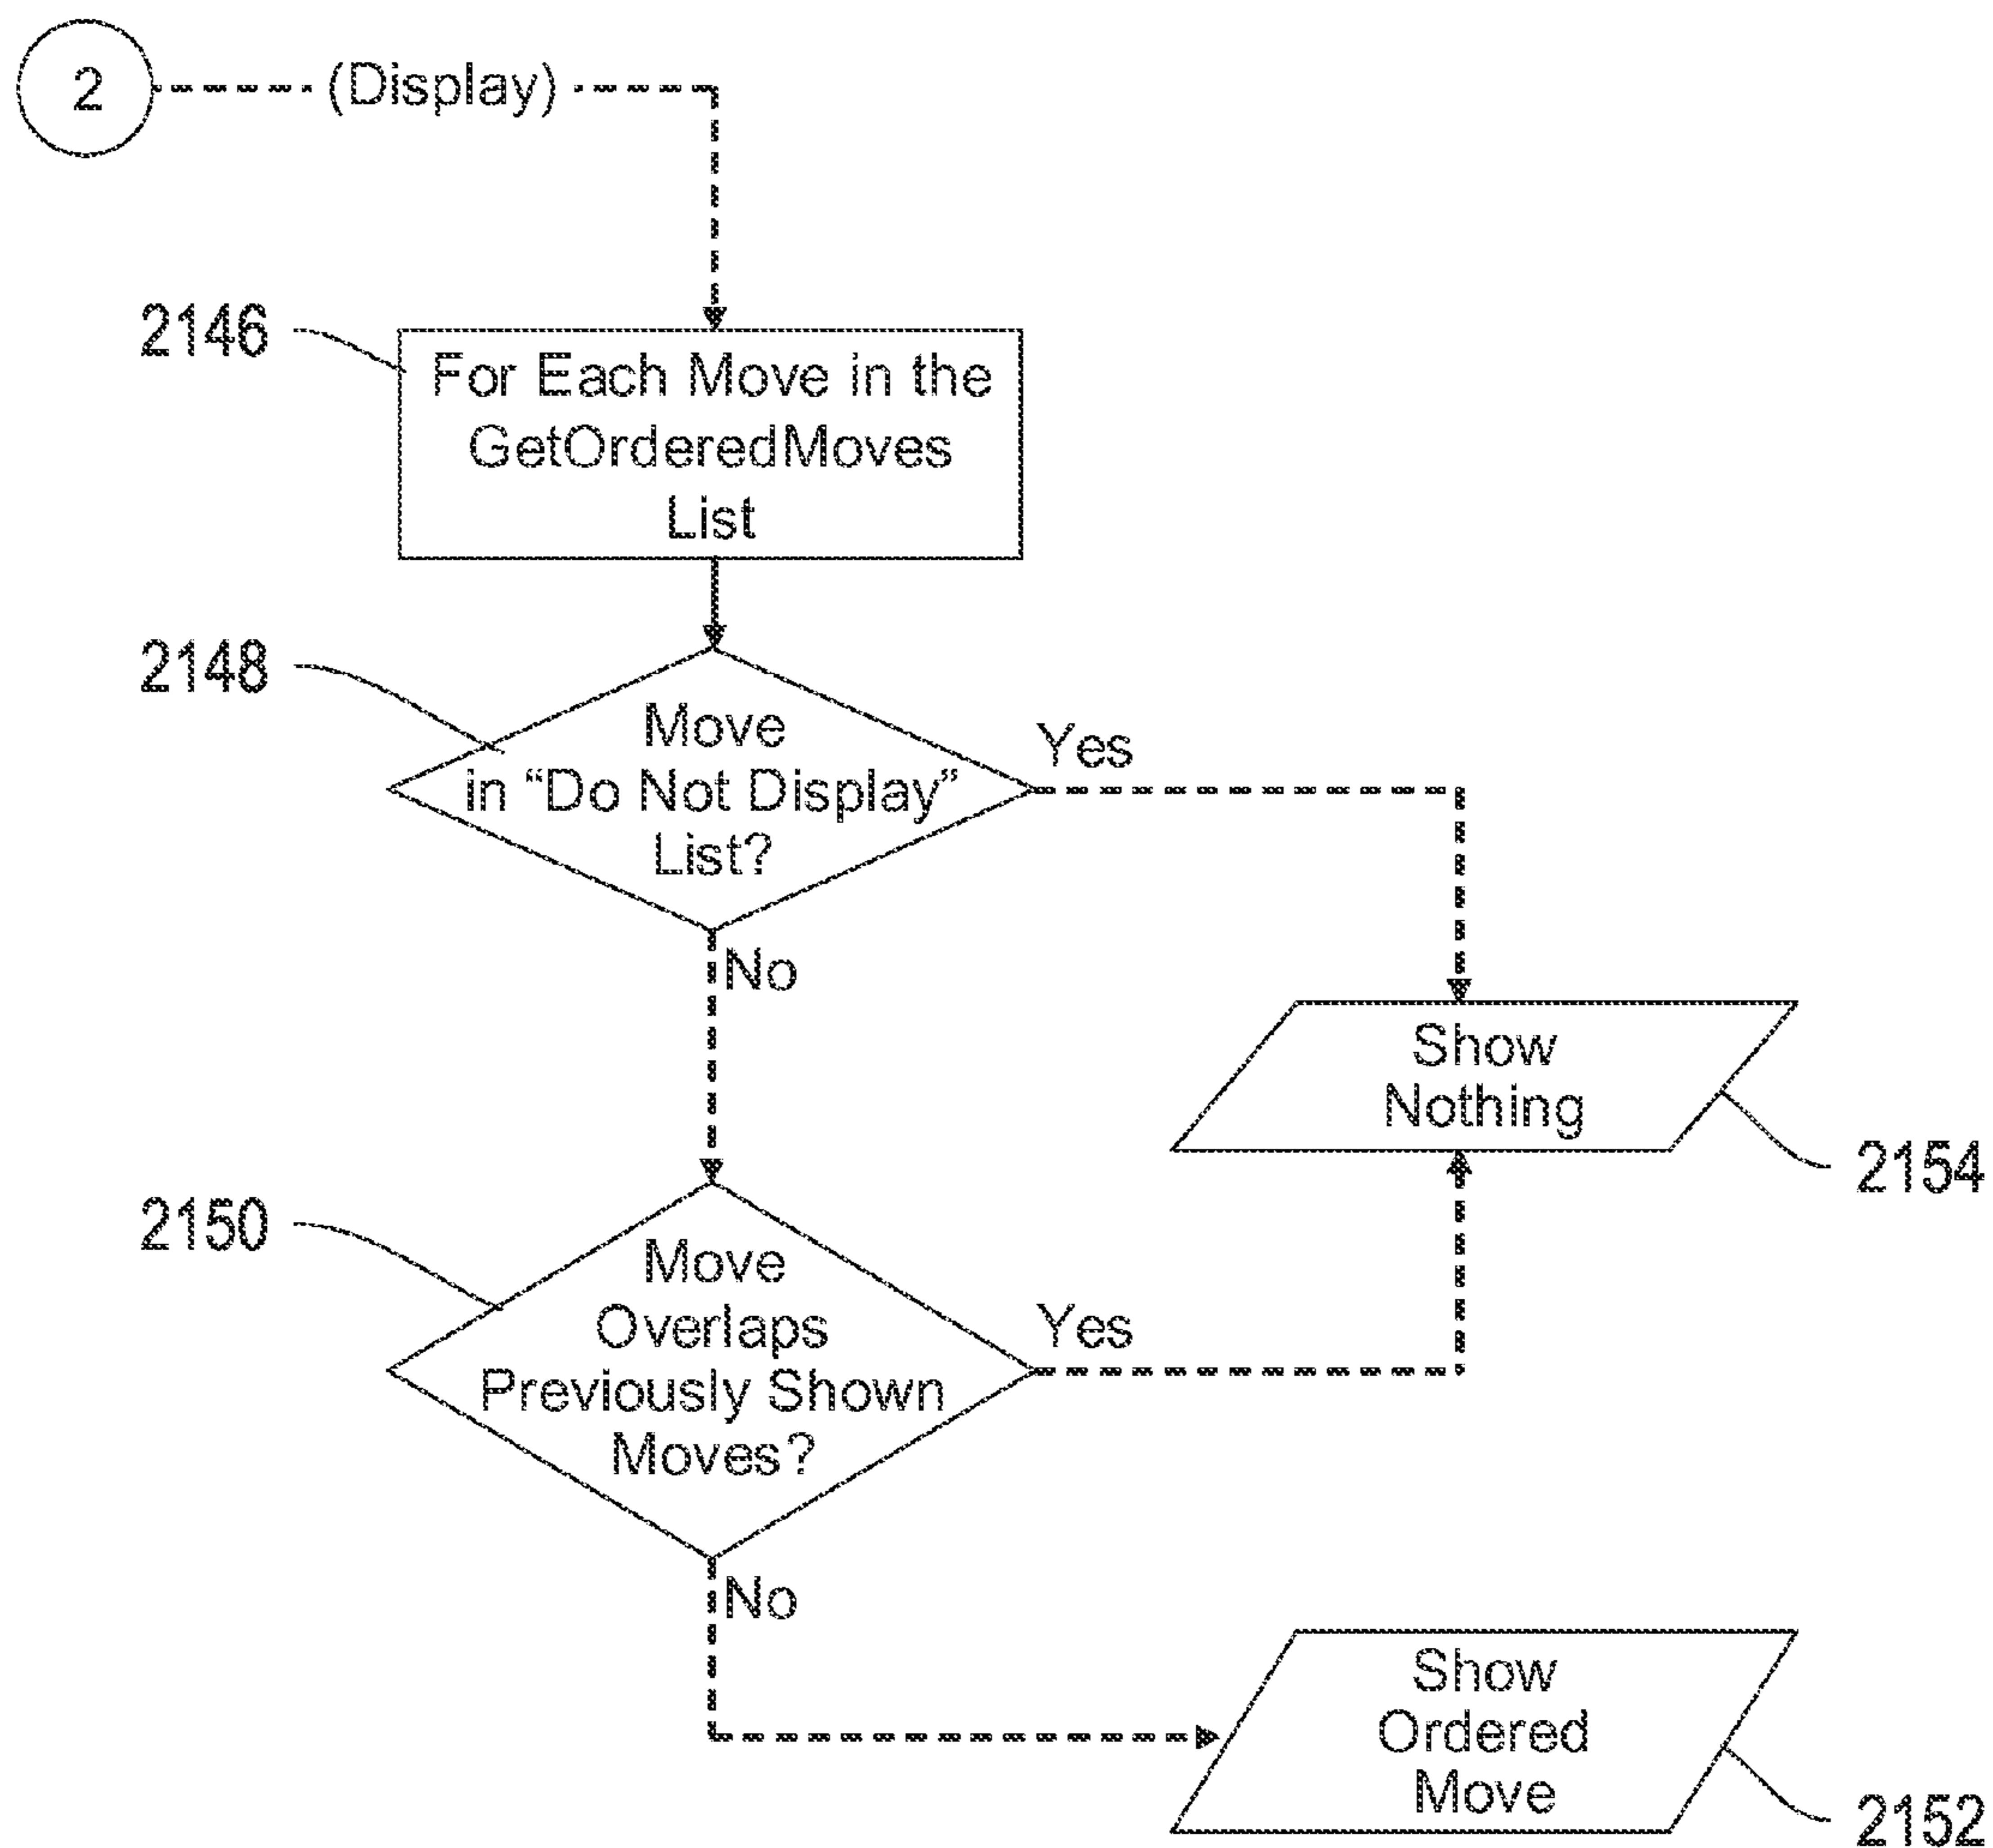 2
(Display)
2146
For Each Move in the
GetOrderedMoves
List
2148
Move
in “Do Not Display”
List?
Yes
No
Show
Nothing
2154
2150
Move
Overlaps
Previously Shown
Moves?
Yes
No
Show
Ordered
Move
2152